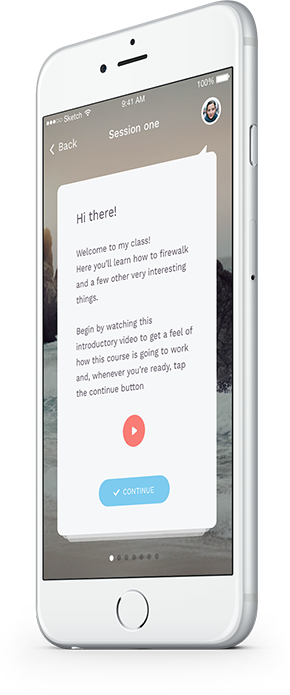 Sketch 9:41 AM 100%
Back Session one
Hi there!
Welcome to my class!
Here you'll learn how to firewalk
and a few other very interesting
things.
Begin by watching this
introductory video to get a feel of
how this course is going to work
and, whenever you're ready, tap
the continue button
CONTINUE